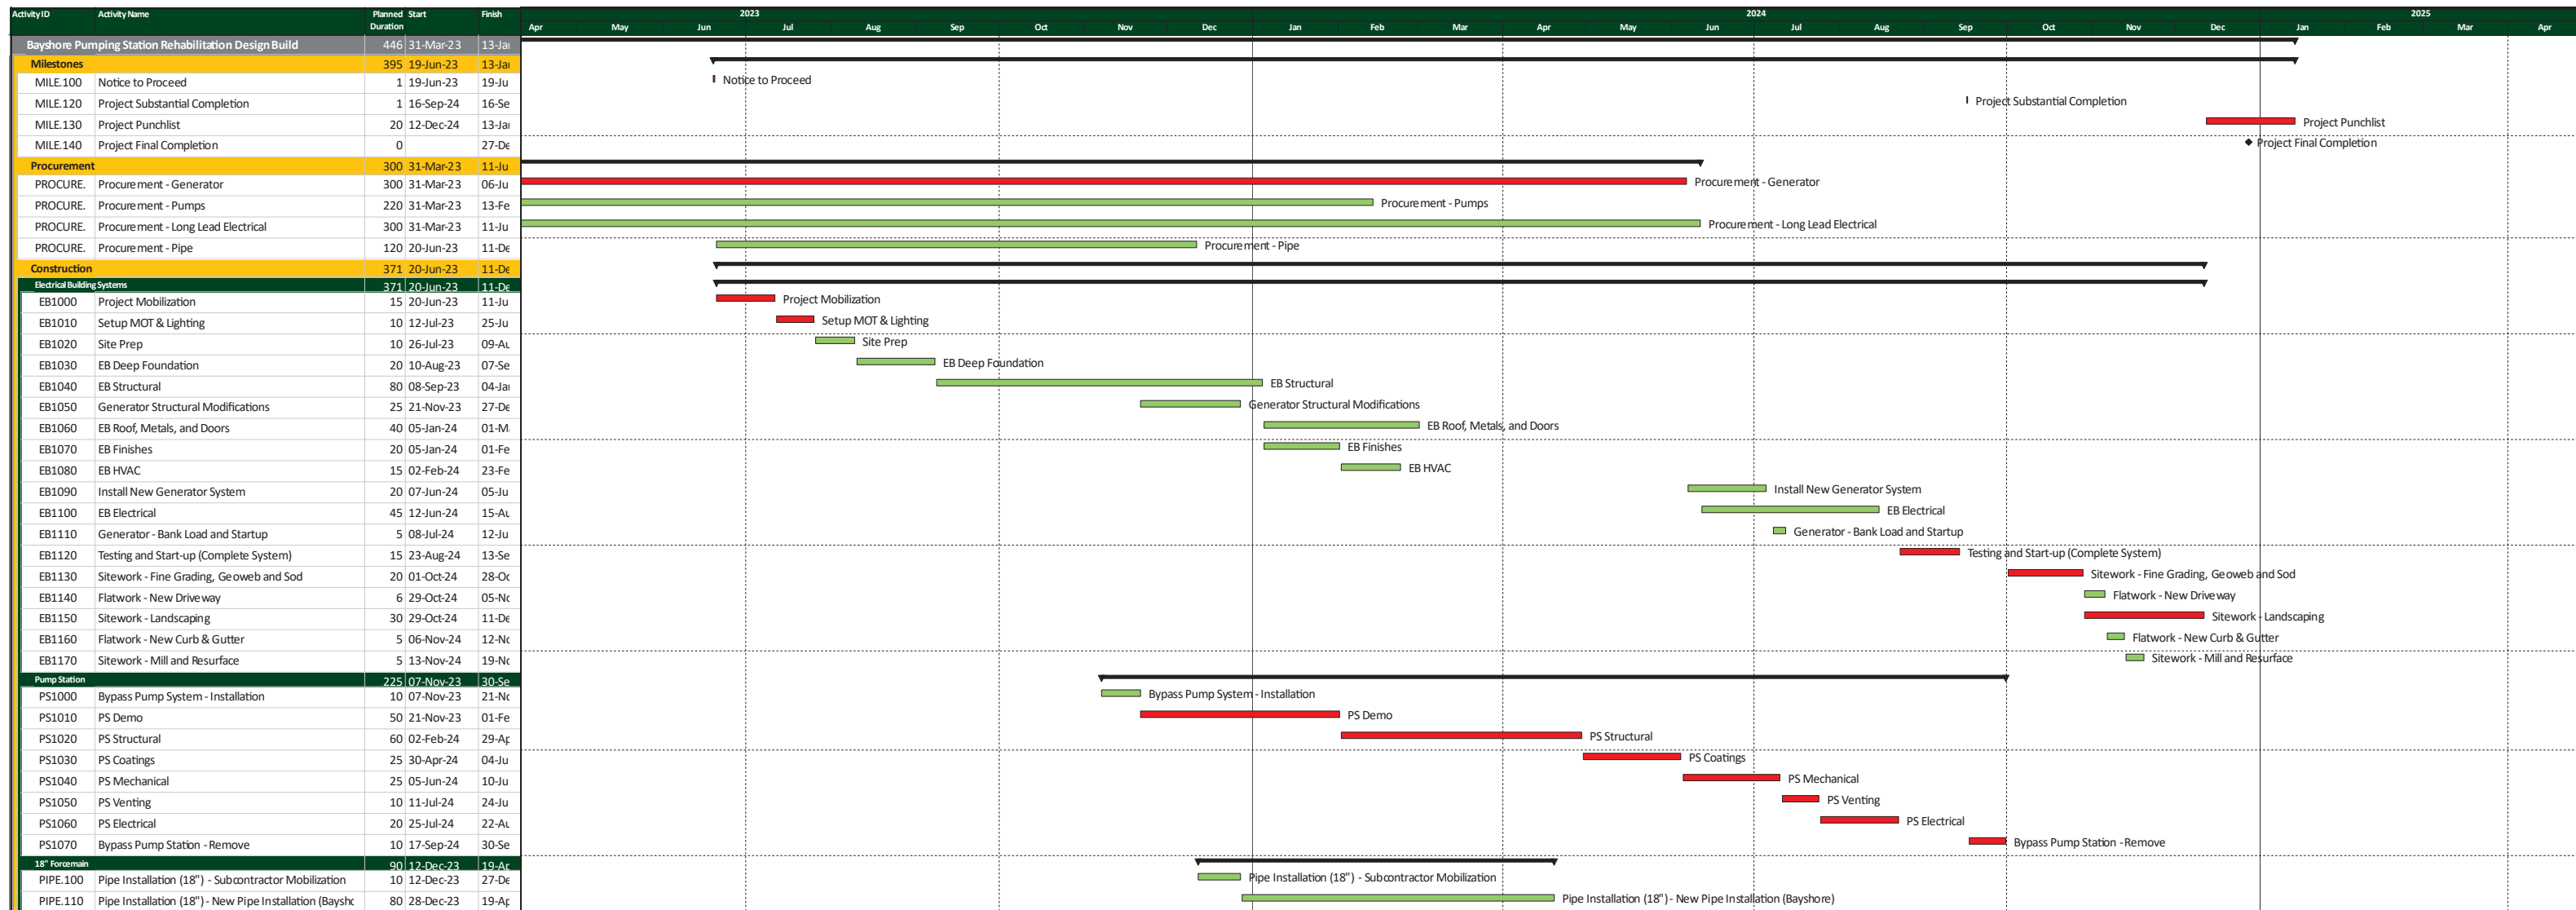 Activity ID Activity Name Planned Duration Start Finish
2023 2024 2025
Apr May Jun Jul Aug Sep Oct Nov Dec Jan Feb Mar Apr May Jun Jul Aug Sep Oct Nov Dec Jan Feb Mar Apr
Bayshore Pumping Station Rehabilitation Design Build 446 31-Mar-23 13-Ja
Milestones 395 19-Jun-23 13-Ja
MILE.100 Notice to Proceed 1 19-Jun-23 19-Ju Notice to Proceed
MILE.120 Project Substantial Completion 1 16-Sep-24 16-Se Project Substantial Completion
MILE.130 Project Punchlist 20 12-Dec-24 13-Ja Project Punchlist
MILE.140 Project Final Completion 0 27-De Project Final Completion
Procurement 300 31-Mar-23 11-Ju
PROCURE. Procurement - Generator 300 31-Mar-23 06-Ju Procurement - Generator
PROCURE. Procurement - Pumps 220 31-Mar-23 13-Fe Procurement - Pumps
PROCURE. Procurement - Long Lead Electrical 300 31-Mar-23 11-Ju Procurement - Long Lead Electrical
PROCURE. Procurement - Pipe 120 20-Jun-23 11-De Procurement - Pipe
Construction 371 20-Jun-23 11-De
Electrical Building Systems 371 20-Jun-23 11-De
EB1000 Project Mobilization 15 20-Jun-23 11-Ju Project Mobilization
EB1010 Setup MOT & Lighting 10 12-Jul-23 25-Ju Setup MOT & Lighting
EB1020 Site Prep 10 26-Jul-23 09-Au Site Prep
EB1030 EB Deep Foundation 20 10-Aug-23 07-Se EB Deep Foundation
EB1040 EB Structural 80 08-Sep-23 04-Ja EB Structural
EB1050 Generator Structural Modifications 25 21-Nov-23 27-De Generator Structural Modifications
EB1060 EB Roof, Metals, and Doors 40 05-Jan-24 01-M EB Roof, Metals, and Doors
EB1070 EB Finishes 20 05-Jan-24 01-Fe EB Finishes
EB1080 EB HVAC 15 02-Feb-24 23-Fe EB HVAC
EB1090 Install New Generator System 20 07-Jun-24 05-Ju Install New Generator System
EB1100 EB Electrical 45 12-Jun-24 15-Au EB Electrical
EB1110 Generator - Bank Load and Startup 5 08-Jul-24 12-Ju Generator - Bank Load and Startup
EB1120 Testing and Start-up (Complete System) 15 23-Aug-24 13-Se Testing and Start-up (Complete System)
EB1130 Sitework - Fine Grading, Geoweb and Sod 20 01-Oct-24 28-Oc Sitework - Fine Grading, Geoweb and Sod
EB1140 Flatwork - New Driveway 6 29-Oct-24 05-No Flatwork - New Driveway
EB1150 Sitework - Landscaping 30 29-Oct-24 11-De Sitework - Landscaping
EB1160 Flatwork - New Curb & Gutter 5 06-Nov-24 12-No Flatwork - New Curb & Gutter
EB1170 Sitework - Mill and Resurface 5 13-Nov-24 19-No Sitework - Mill and Resurface
Pump Station 225 07-Nov-23 30-Se
PS1000 Bypass Pump System - Installation 10 07-Nov-23 21-No Bypass Pump System - Installation
PS1010 PS Demo 50 21-Nov-23 01-Fe PS Demo
PS1020 PS Structural 60 02-Feb-24 29-Ap PS Structural
PS1030 PS Coatings 25 30-Apr-24 04-Ju PS Coatings
PS1040 PS Mechanical 25 05-Jun-24 10-Ju PS Mechanical
PS1050 PS Venting 10 11-Jul-24 24-Ju PS Venting
PS1060 PS Electrical 20 25-Jul-24 22-Au PS Electrical
PS1070 Bypass Pump Station - Remove 10 17-Sep-24 30-Se Bypass Pump Station - Remove
18" Forcemain 90 12-Dec-23 19-Ap
PIPE.100 Pipe Installation (18") - Subcontractor Mobilization 10 12-Dec-23 27-De Pipe Installation (18") - Subcontractor Mobilization
PIPE.110 Pipe Installation (18") - New Pipe Installation (Baysho 80 28-Dec-23 19-Ap Pipe Installation (18") - New Pipe Installation (Bayshore)